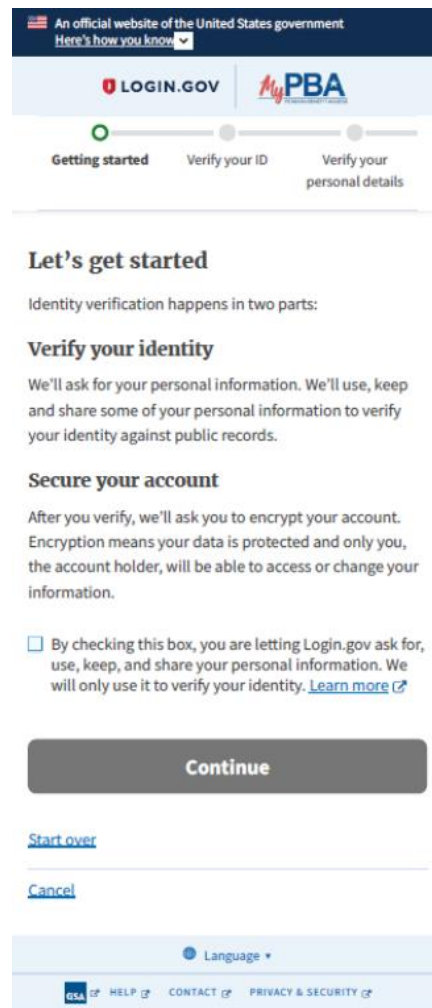 An official website of the United States government
Here's how you know
LOGIN.GOV
MyPBA
Getting started
Verify your ID
Verify your
personal details
Let's get started
Identity verification happens in two parts:
Verify your identity
We'll ask for your personal information. We'll use, keep
and share some of your personal information to verify
your identity against public records.
Secure your account
After you verify, we'll ask you to encrypt your account.
Encryption means your data is protected and only you,
the account holder, will be able to access or change your
information.
By checking this box, you are letting Login.gov ask for,
use, keep, and share your personal information. We
will only use it to verify your identity. Learn more
Continue
Start over
Cancel
Language
GSA HELP CONTACT PRIVACY & SECURITY